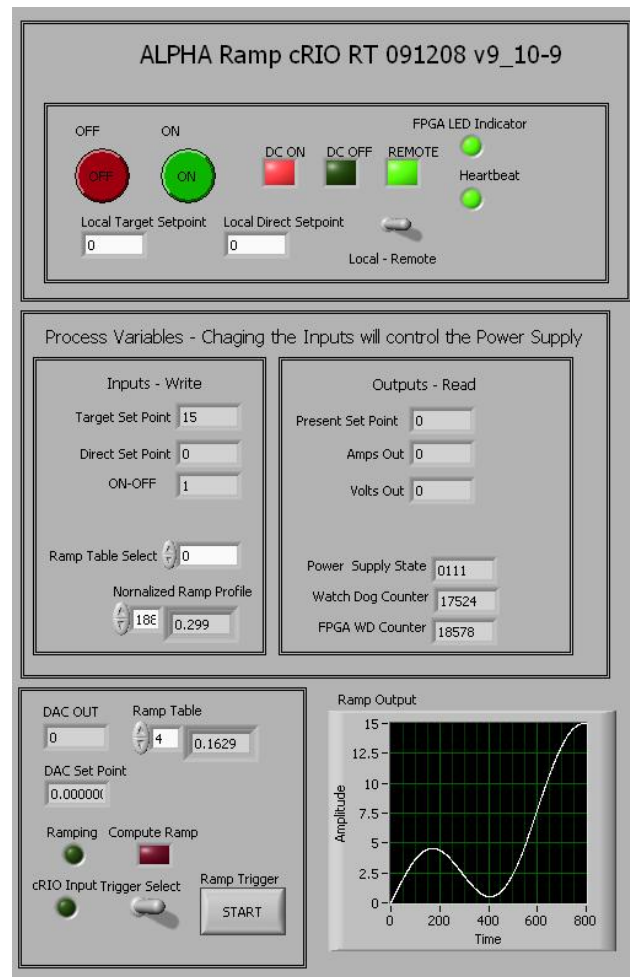 ALPHA Ramp cRIO RT 091208 v9_10-9
OFF
ON
FPGA LED Indicator
DC ON
DC OFF
REMOTE
OFF
ON
Heartbeat
Local Target Setpoint
Local Direct Setpoint
0
0
Local - Remote
Process Variables - Chaging the Inputs will control the Power Supply
Inputs - Write
Target Set Point 15
Direct Set Point 0
ON-OFF 1
Ramp Table Select 0
Nornalized Ramp Profile
186 0.299
Outputs - Read
Present Set Point 0
Amps Out 0
Volts Out 0
Power Supply State 0111
Watch Dog Counter 17524
FPGA WD Counter 18578
DAC OUT
Ramp Table
0
4 0.1629
DAC Set Point
0.00000(
Ramping
Compute Ramp
cRIO Input
Trigger Select
Ramp Trigger
START
Ramp Output
15
12.5
10
7.5
5
2.5
0
Amplitude
0 200 400 600 800
Time